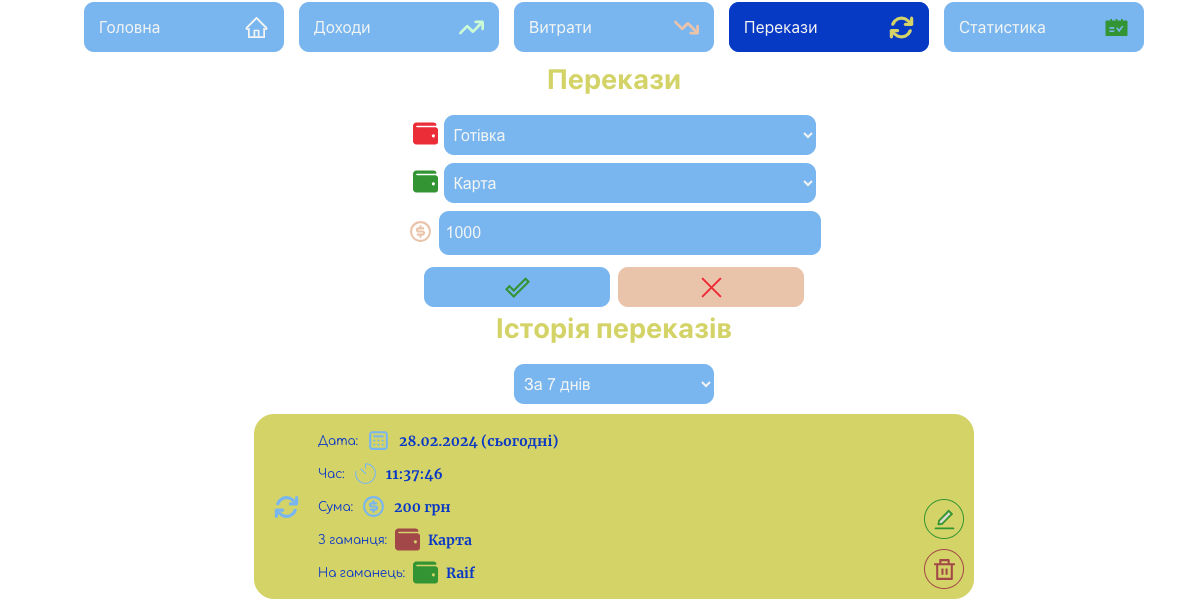 Головна
Доходи
Витрати
Перекази
Статистика
Перекази
Готівка
Карта
1000
Історія переказів
За 7 днів
Дата: 28.02.2024 (сьогодні)
Час: 11:37:46
Сума: 200 грн
З гаманця: Карта
На гаманець: Raif